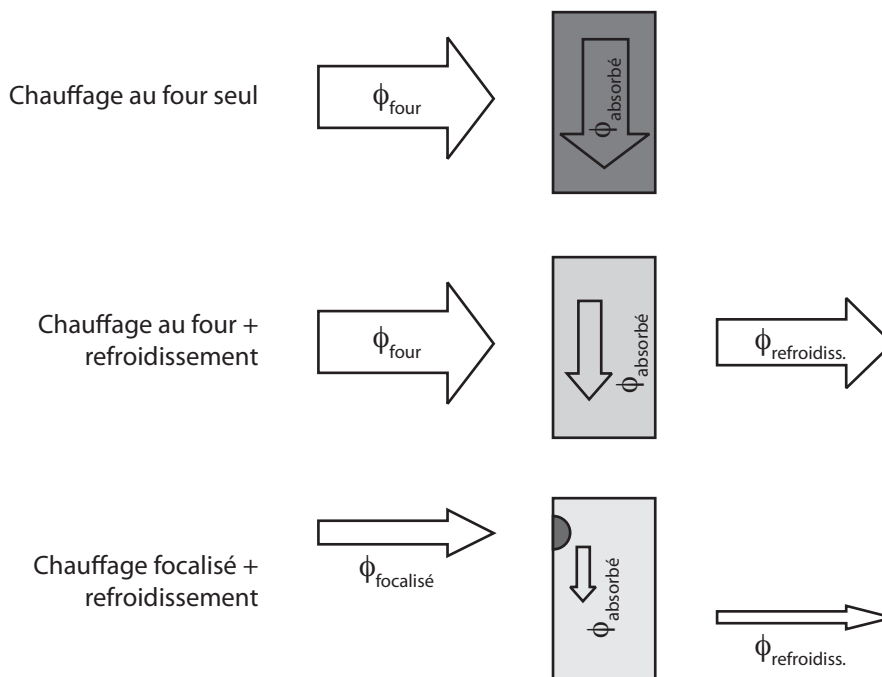 Chauffage au four seul
ϕfour
ϕabsorbé
Chauffage au four +
refroidissement
ϕfour
ϕabsorbé
ϕrefroidiss.
Chauffage focalisé +
refroidissement
ϕfocalisé
ϕabsorbé
ϕrefroidiss.